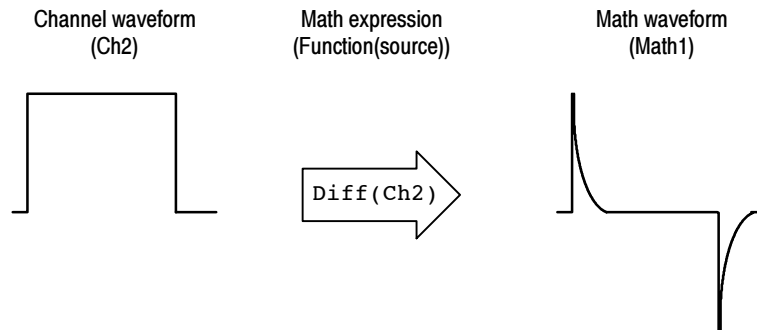 Channel waveform
(Ch2)
Math expression
(Function(source))
Math waveform
(Math1)
Diff(Ch2)